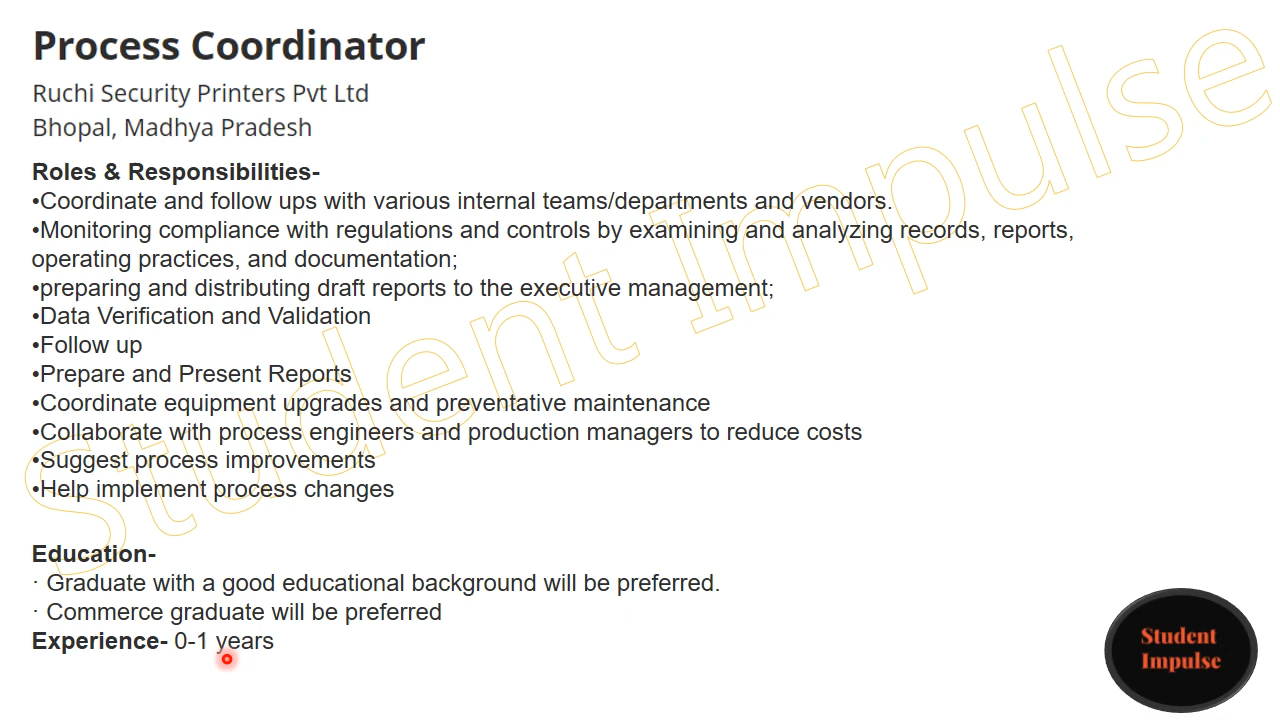 Process Coordinator
Ruchi Security Printers Pvt Ltd
Bhopal, Madhya Pradesh
Roles & Responsibilities-
•Coordinate and follow ups with various internal teams/departments and vendors.
•Monitoring compliance with regulations and controls by examining and analyzing records, reports,
operating practices, and documentation;
•preparing and distributing draft reports to the executive management;
•Data Verification and Validation
•Follow up
•Prepare and Present Reports
•Coordinate equipment upgrades and preventative maintenance
•Collaborate with process engineers and production managers to reduce costs
•Suggest process improvements
•Help implement process changes
Education-
· Graduate with a good educational background will be preferred.
· Commerce graduate will be preferred
Experience- 0-1 years
Student Impulse
Student
Impulse